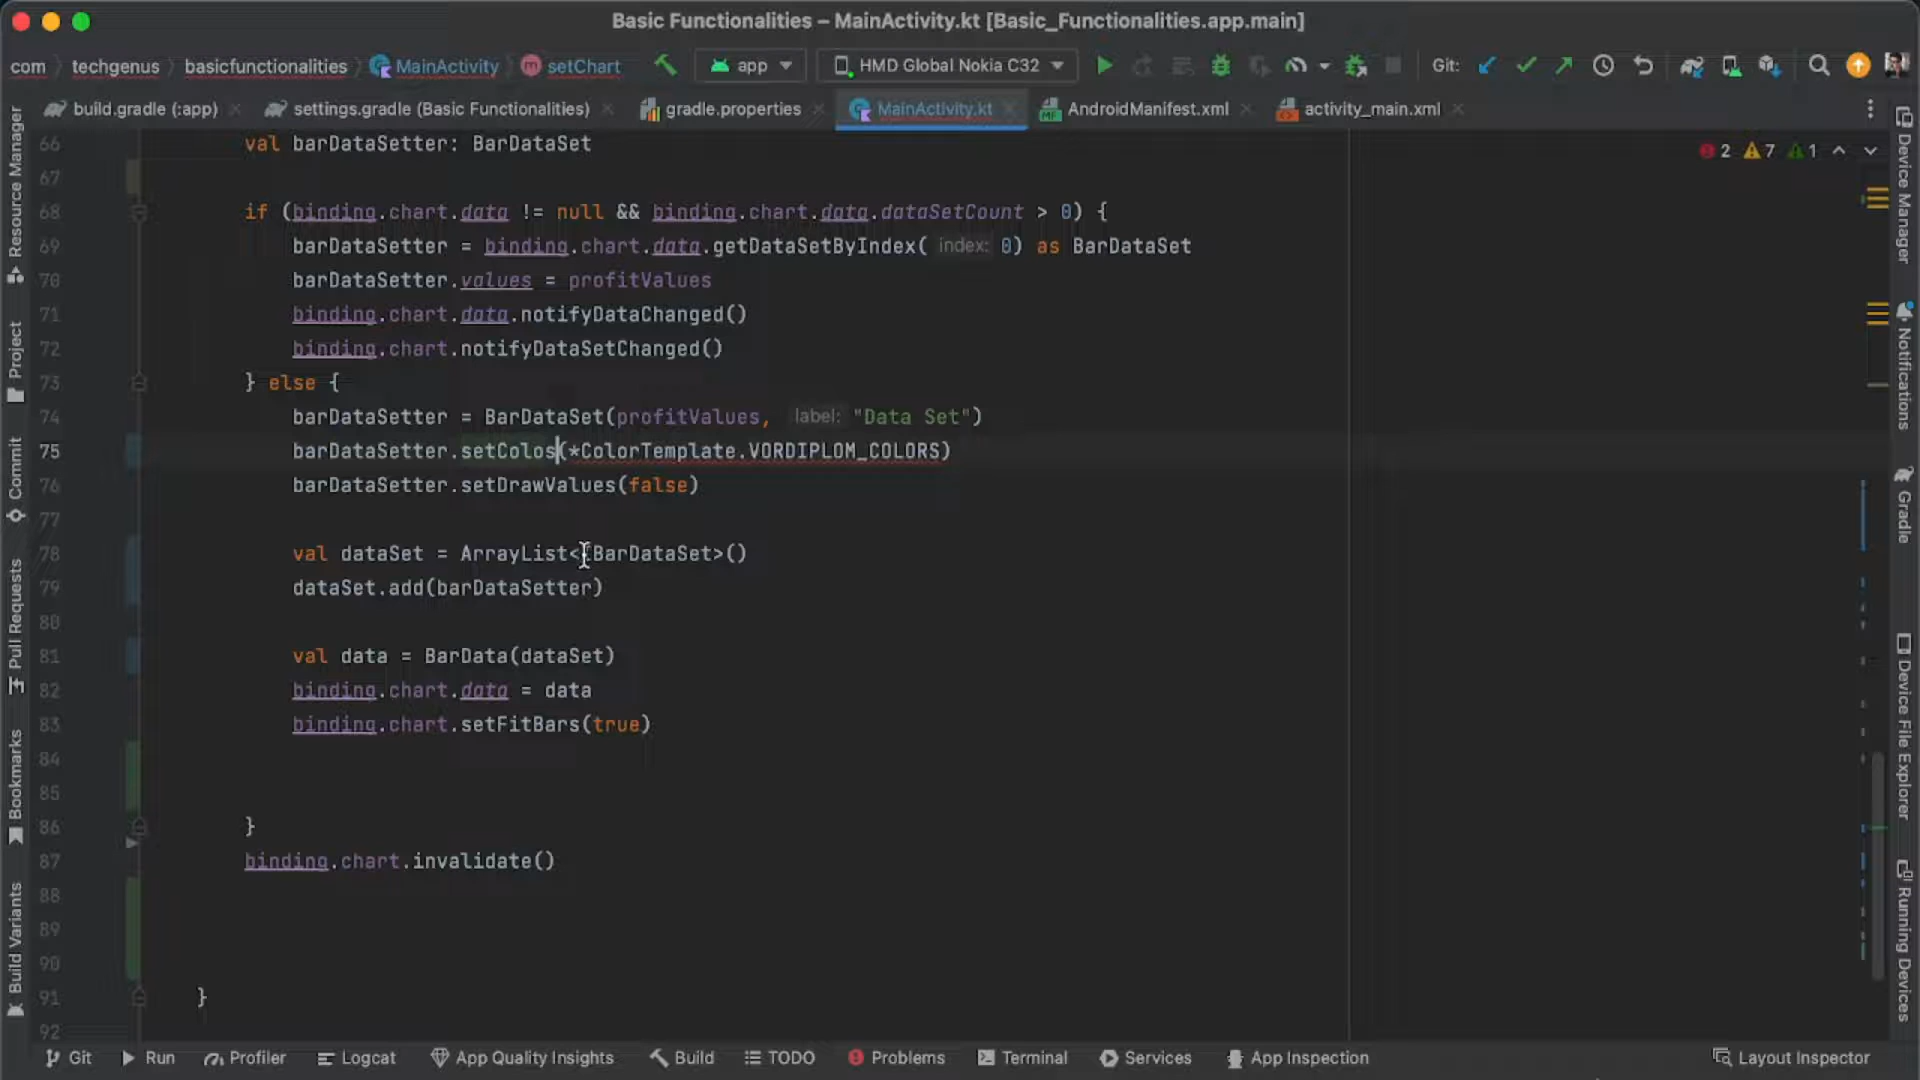 Basic Functionalities – MainActivity.kt [Basic_Functionalities.app.main]
com techgenus basicfunctionalities MainActivity setChart app HMD Global Nokia C32 Git:
build.gradle (:app) settings.gradle (Basic Functionalities) gradle.properties MainActivity.kt AndroidManifest.xml activity_main.xml
2 7 1
66 val barDataSetter: BarDataSet
67
68 if (binding.chart.data != null && binding.chart.data.dataSetCount > 0) {
69 barDataSetter = binding.chart.data.getDataSetByIndex( index: 0) as BarDataSet
70 barDataSetter.values = profitValues
71 binding.chart.data.notifyDataChanged()
72 binding.chart.notifyDataSetChanged()
73 } else {
74 barDataSetter = BarDataSet(profitValues, label: "Data Set")
75 barDataSetter.setColos(*ColorTemplate.VORDIPLOM_COLORS)
76 barDataSetter.setDrawValues(false)
77
78 val dataSet = ArrayList<BarDataSet>()
79 dataSet.add(barDataSetter)
80
81 val data = BarData(dataSet)
82 binding.chart.data = data
83 binding.chart.setFitBars(true)
84
85
86 }
87 binding.chart.invalidate()
88
89
90
91 }
92
Resource Manager
Project
Commit
Pull Requests
Bookmarks
Build Variants
Device Manager
Notifications
Gradle
Device File Explorer
Running Devices
Git Run Profiler Logcat App Quality Insights Build TODO Problems Terminal Services App Inspection Layout Inspector